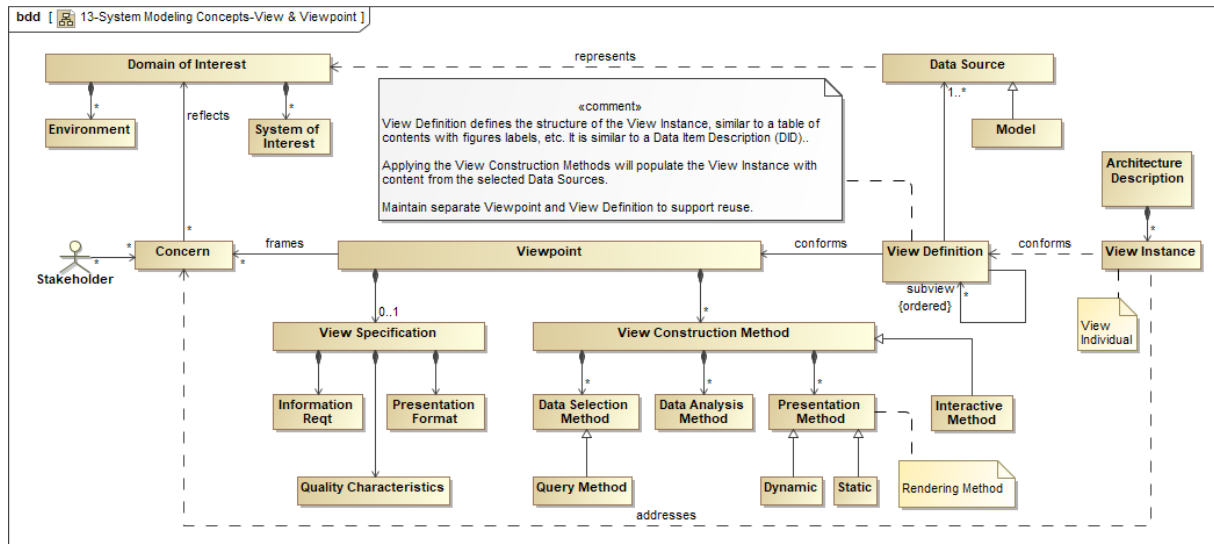 bdd [ 13-System Modeling Concepts-View & Viewpoint ]
Domain of Interest
represents
Data Source
*
*
reflects
1..*
Environment
System of
Interest
Model
«comment»
View Definition defines the structure of the View Instance, similar to a table of
contents with figures labels, etc. It is similar to a Data Item Description (DID)..
Applying the View Construction Methods will populate the View Instance with
content from the selected Data Sources.
Maintain separate Viewpoint and View Definition to support reuse.
Architecture
Description
*
*
Stakeholder
*
*
Concern
frames
*
Viewpoint
conforms
View Definition
conforms
View Instance
subview
{ordered}
*
View
Individual
0..1
*
View Specification
View Construction Method
*
*
*
Information
Reqt
Presentation
Format
Data Selection
Method
Data Analysis
Method
Presentation
Method
Interactive
Method
Quality Characteristics
Query Method
Dynamic
Static
Rendering Method
addresses